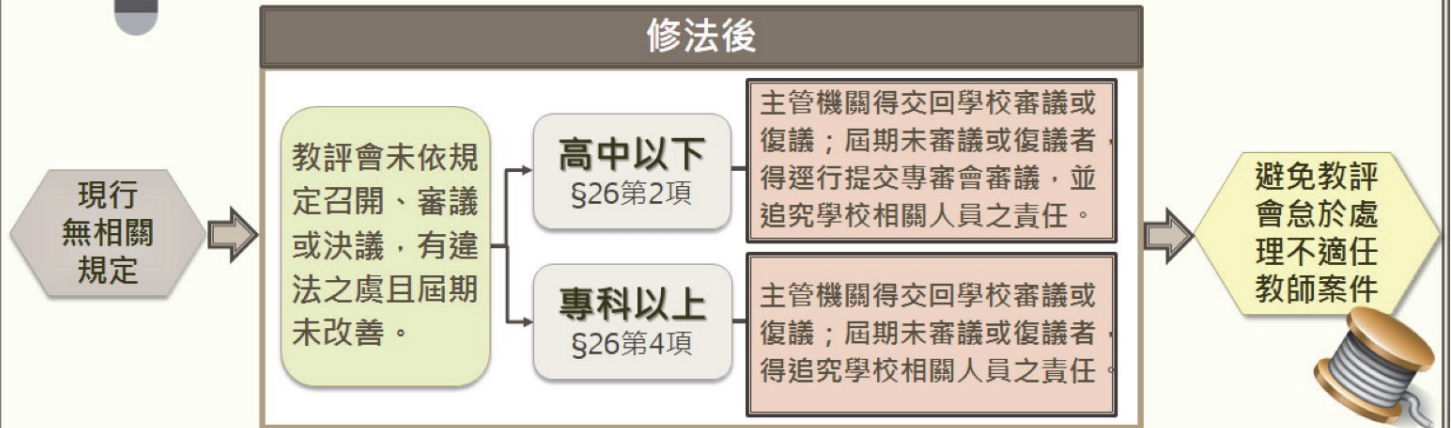 修法後
現行
無相關
規定
教評會未依規
定召開、審議
或決議，有違
法之虞且屆期
未改善。
高中以下
§26第2項
主管機關得交回學校審議或
復議；屆期未審議或復議者，
得逕行提交專審會審議，並
追究學校相關人員之責任。
專科以上
§26第4項
主管機關得交回學校審議或
復議；屆期未審議或復議者，
得追究學校相關人員之責任。
避免教評
會怠於處
理不適任
教師案件